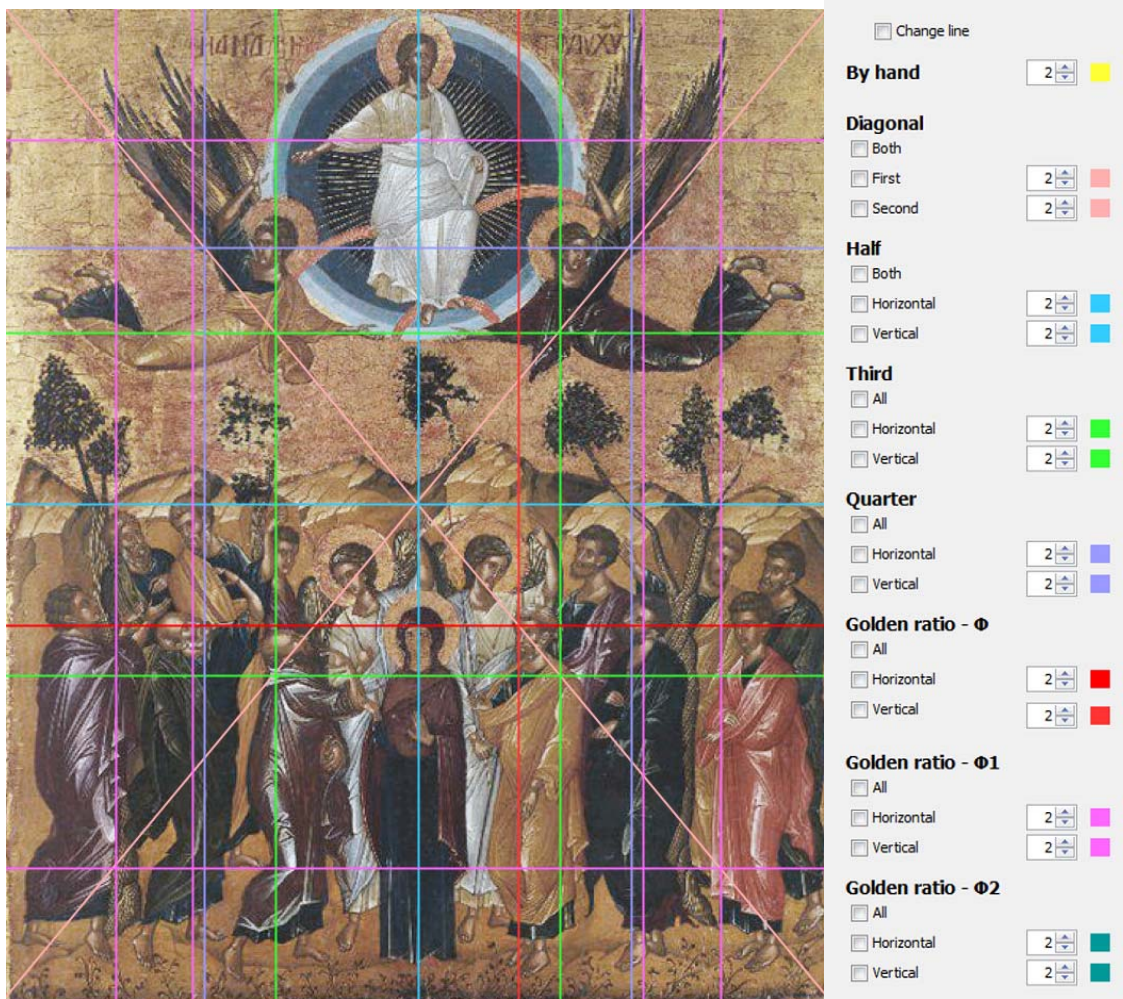 Change line
By hand 2
Diagonal
Both
First 2
Second 2
Half
Both
Horizontal 2
Vertical 2
Third
All
Horizontal 2
Vertical 2
Quarter
All
Horizontal 2
Vertical 2
Golden ratio - Φ
All
Horizontal 2
Vertical 2
Golden ratio - Φ1
All
Horizontal 2
Vertical 2
Golden ratio - Φ2
All
Horizontal 2
Vertical 2